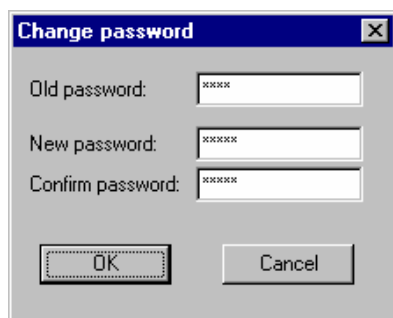 Change password
Old password: ****
New password: *****
Confirm password: *****
OK Cancel